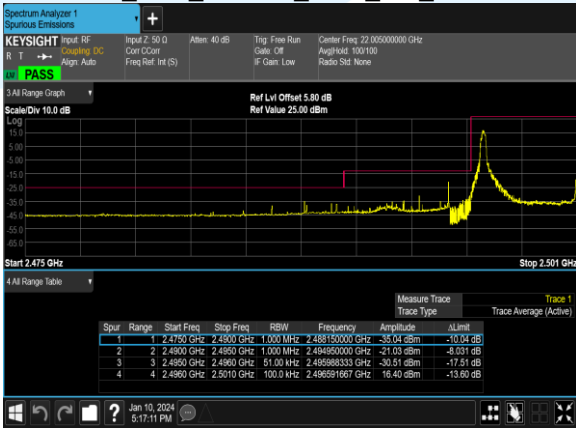 Spectrum Analyzer 1
Spurious Emissions
+
KEYSIGHT Input: RF Input Z: 50 Ω Atten: 40 dB Trig: Free Run Center Freq: 22.005000000 GHz
R T Coupling: DC Corr CCorr Gate: Off Avg|Hold: 100/100
Align: Auto Freq Ref: Int (S) IF Gain: Low Radio Std: None
LXI PASS
3 All Range Graph
Ref Lvl Offset 5.80 dB
Scale/Div 10.0 dB Ref Value 25.00 dBm
Log
15.0
5.00
-5.00
-15.0
-25.0
-35.0
-45.0
-55.0
-65.0
Start 2.475 GHz Stop 2.501 GHz
4 All Range Table
Measure Trace Trace 1
Trace Type Trace Average (Active)
Spur Range Start Freq Stop Freq RBW Frequency Amplitude ΔLimit
1 1 2.4750 GHz 2.4900 GHz 1.000 MHz 2.488150000 GHz -35.04 dBm -10.04 dB
2 2 2.4900 GHz 2.4950 GHz 1.000 MHz 2.494950000 GHz -21.03 dBm -8.031 dB
3 3 2.4950 GHz 2.4960 GHz 51.00 kHz 2.495988333 GHz -30.51 dBm -17.51 dB
4 4 2.4960 GHz 2.5010 GHz 100.0 kHz 2.496591667 GHz 16.40 dBm -13.60 dB
? Jan 10, 2024
5:17:11 PM